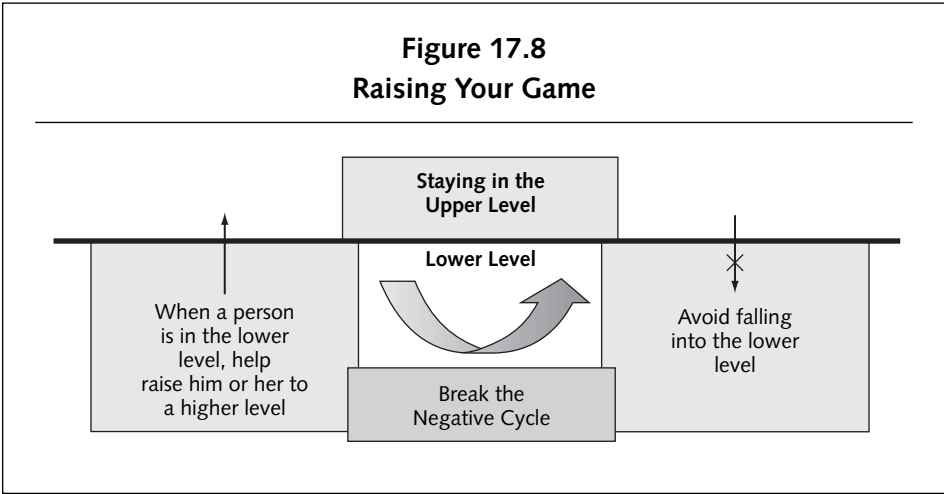 Figure 17.8
Raising Your Game
Staying in the
Upper Level
Lower Level
When a person
is in the lower
level, help
raise him or her to
a higher level
Break the
Negative Cycle
Avoid falling
into the lower
level